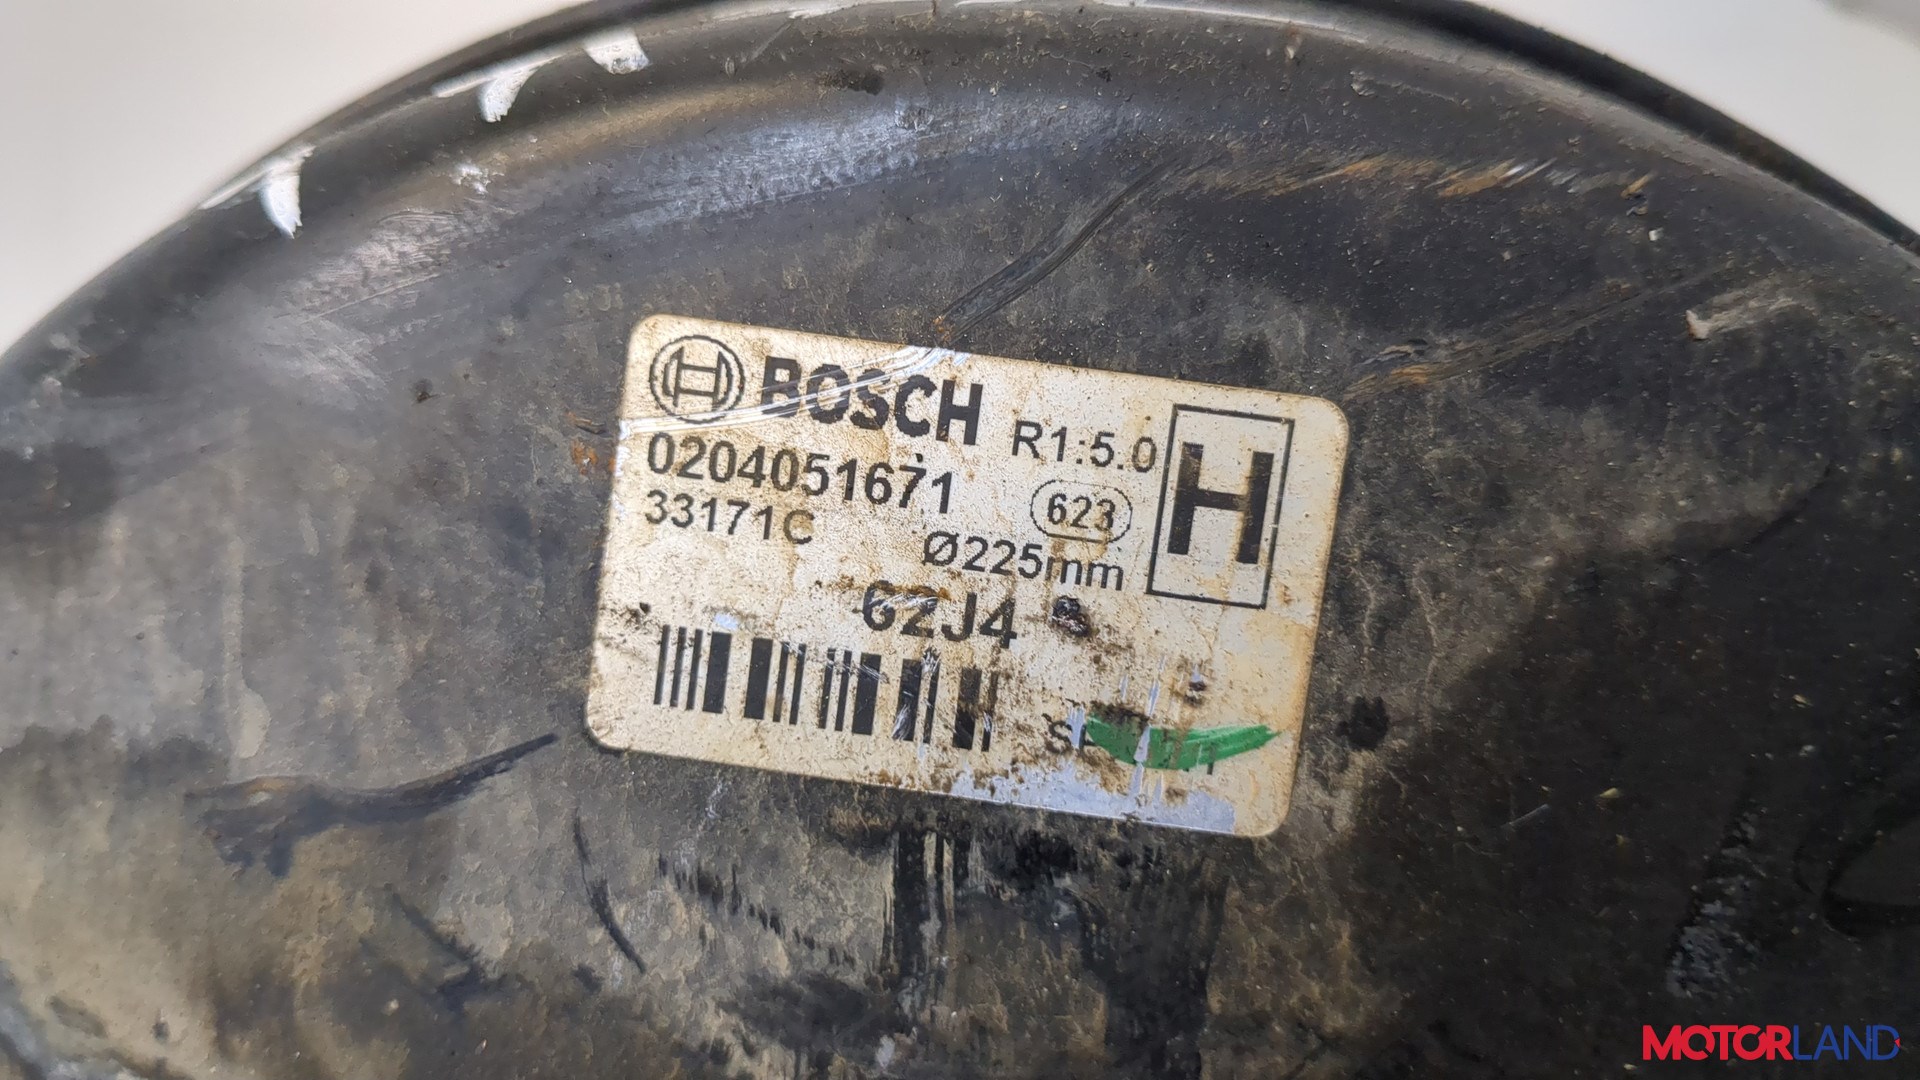 BOSCH R1:5.0 H
0204051671 623
33171C Ø225mm
62J4
MOTORLAND